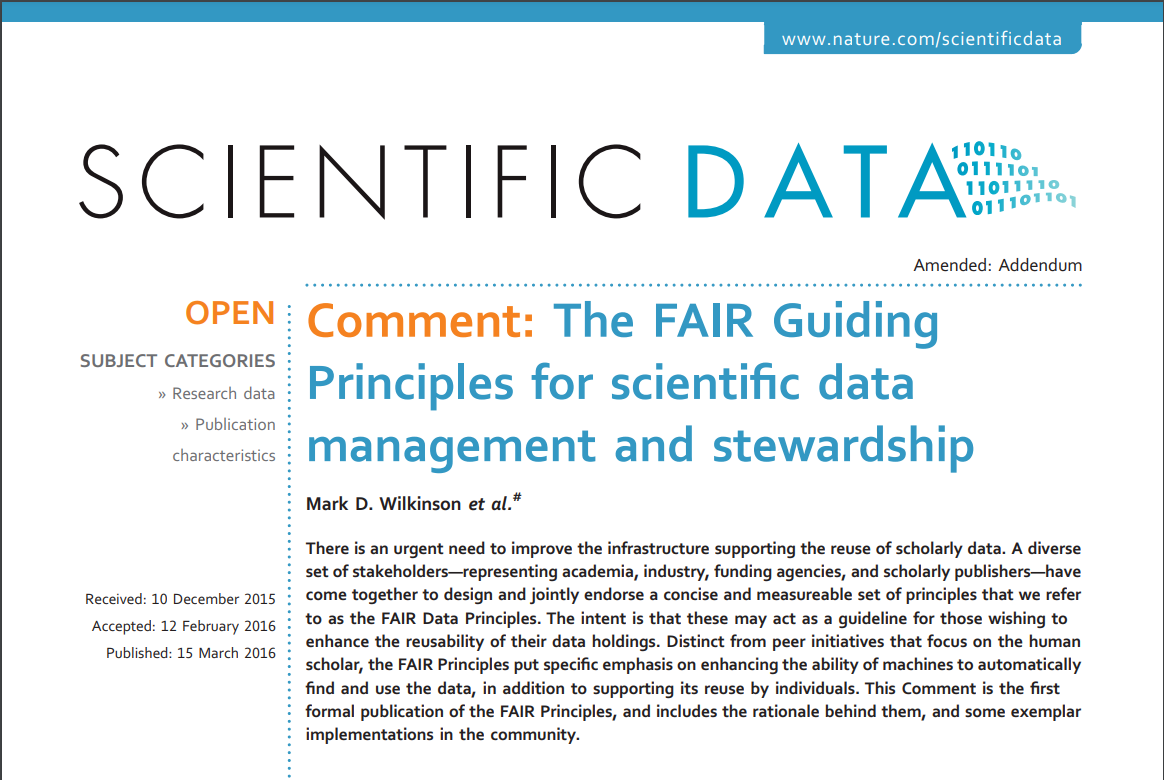 www.nature.com/scientificdata
SCIENTIFIC DATA
110110
0111101
11011110
011101101
Amended: Addendum
OPEN
SUBJECT CATEGORIES
» Research data
» Publication
characteristics
Received: 10 December 2015
Accepted: 12 February 2016
Published: 15 March 2016
Comment: The FAIR Guiding
Principles for scientific data
management and stewardship
Mark D. Wilkinson et al.#
There is an urgent need to improve the infrastructure supporting the reuse of scholarly data. A diverse
set of stakeholders—representing academia, industry, funding agencies, and scholarly publishers—have
come together to design and jointly endorse a concise and measureable set of principles that we refer
to as the FAIR Data Principles. The intent is that these may act as a guideline for those wishing to
enhance the reusability of their data holdings. Distinct from peer initiatives that focus on the human
scholar, the FAIR Principles put specific emphasis on enhancing the ability of machines to automatically
find and use the data, in addition to supporting its reuse by individuals. This Comment is the first
formal publication of the FAIR Principles, and includes the rationale behind them, and some exemplar
implementations in the community.